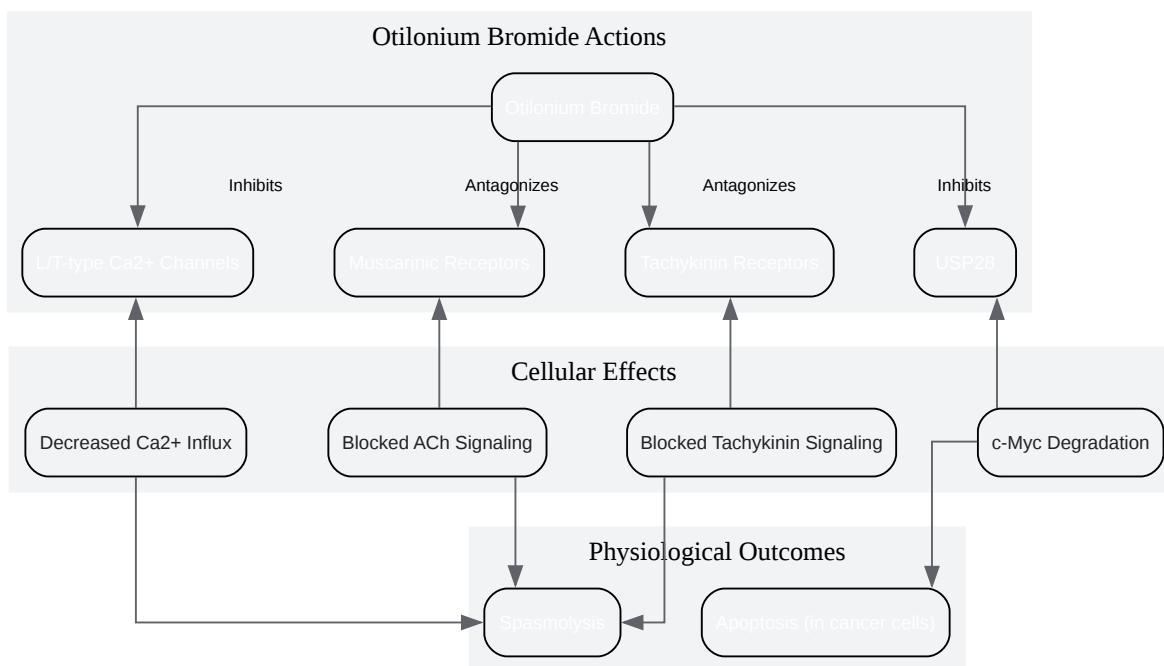 Otilonium Bromide Actions
Otilonium Bromide
Inhibits
Antagonizes
Antagonizes
Inhibits
L/T-type Ca2+ Channels
Muscarinic Receptors
Tachykinin Receptors
USP28
Cellular Effects
Decreased Ca2+ Influx
Blocked ACh Signaling
Blocked Tachykinin Signaling
c-Myc Degradation
Physiological Outcomes
Spasmolysis
Apoptosis (in cancer cells)